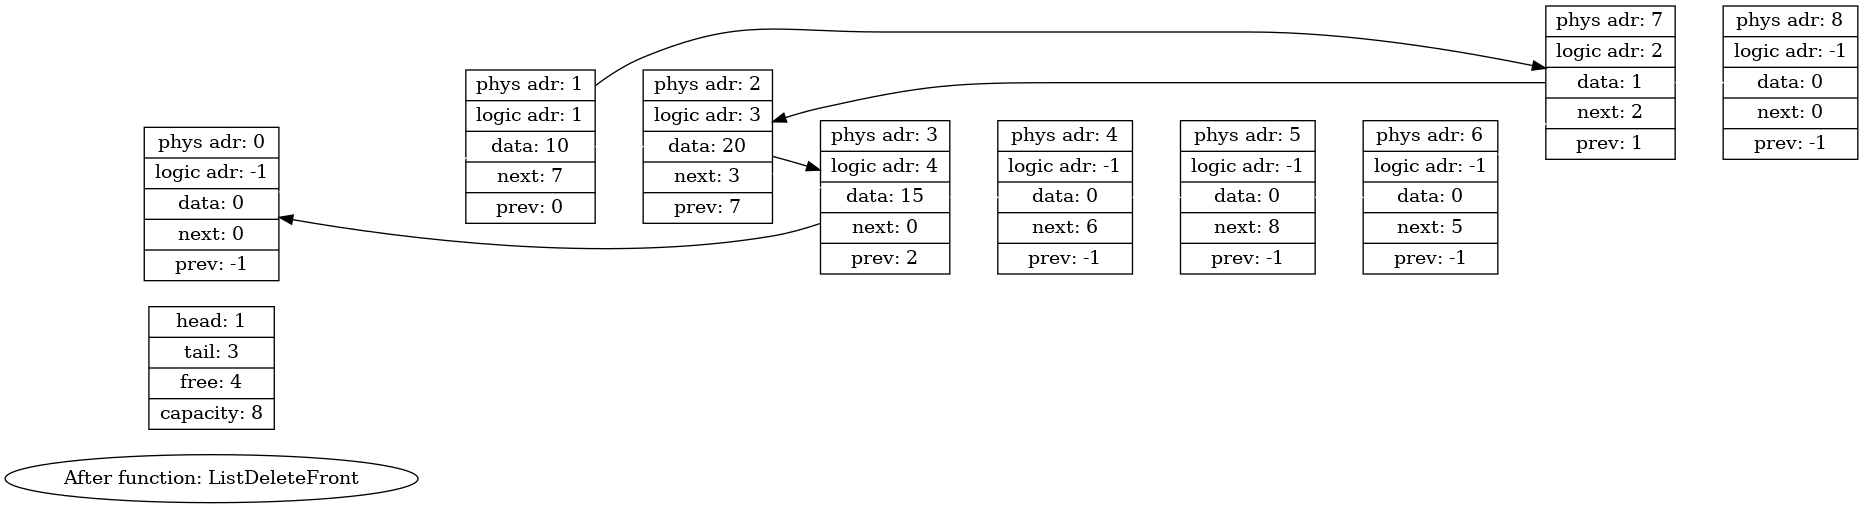 phys adr: 0
logic adr: -1
data: 0
next: 0
prev: -1
phys adr: 1
logic adr: 1
data: 10
next: 7
prev: 0
phys adr: 2
logic adr: 3
data: 20
next: 3
prev: 7
phys adr: 3
logic adr: 4
data: 15
next: 0
prev: 2
phys adr: 4
logic adr: -1
data: 0
next: 6
prev: -1
phys adr: 5
logic adr: -1
data: 0
next: 8
prev: -1
phys adr: 6
logic adr: -1
data: 0
next: 5
prev: -1
phys adr: 7
logic adr: 2
data: 1
next: 2
prev: 1
phys adr: 8
logic adr: -1
data: 0
next: 0
prev: -1
head: 1
tail: 3
free: 4
capacity: 8
After function: ListDeleteFront